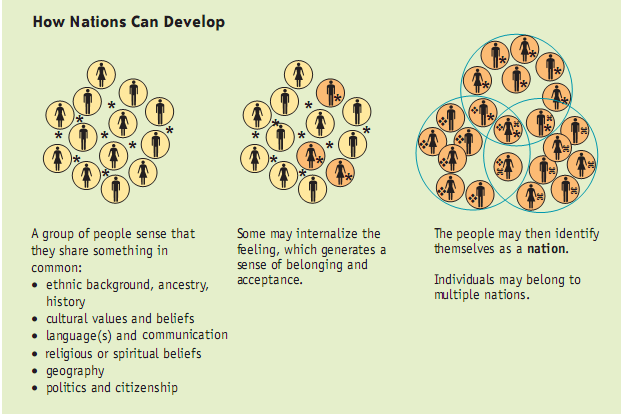 How Nations Can Develop
A group of people sense that
they share something in
common:
• ethnic background, ancestry,
history
• cultural values and beliefs
• language(s) and communication
• religious or spiritual beliefs
• geography
• politics and citizenship
Some may internalize the
feeling, which generates a
sense of belonging and
acceptance.
The people may then identify
themselves as a nation.
Individuals may belong to
multiple nations.